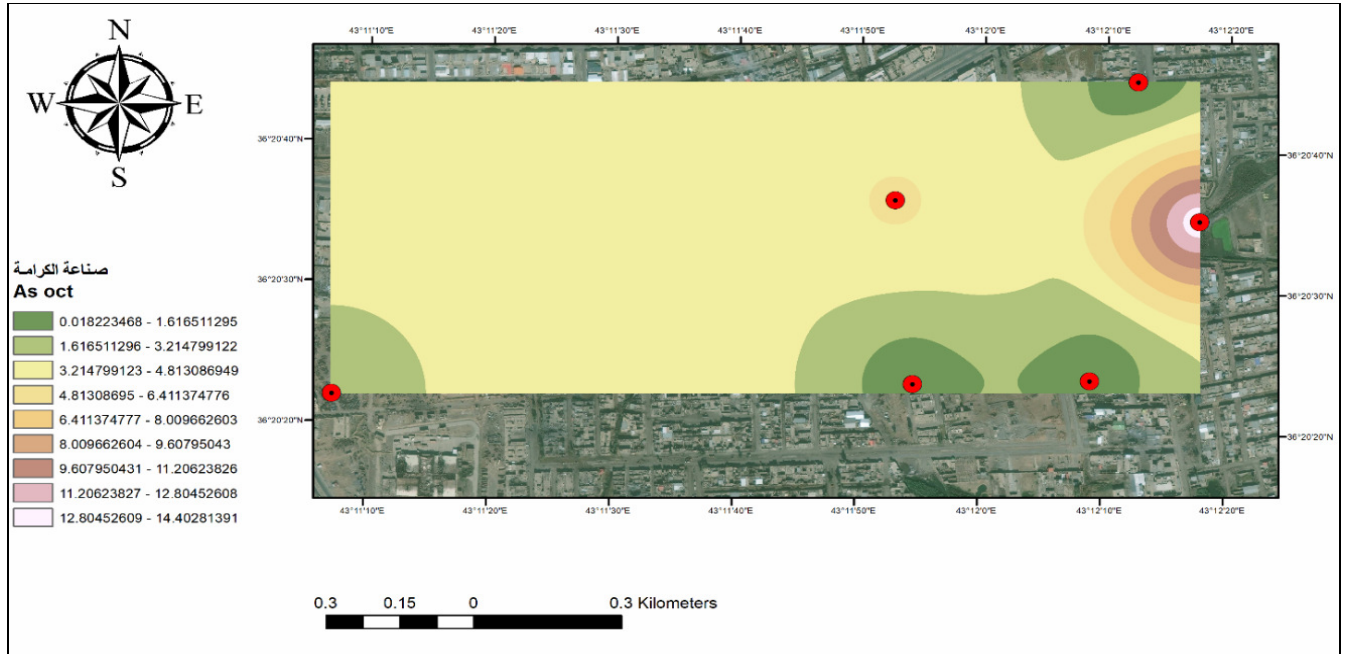 N
W E
S
43°11'10"E 43°11'20"E 43°11'30"E 43°11'40"E 43°11'50"E 43°12'0"E 43°12'10"E 43°12'20"E
36°20'40"N 36°20'40"N
36°20'30"N 36°20'30"N
36°20'20"N 36°20'20"N
43°11'10"E 43°11'20"E 43°11'30"E 43°11'40"E 43°11'50"E 43°12'0"E 43°12'10"E 43°12'20"E
صناعة الكرامة
As oct
0.018223468 - 1.616511295
1.616511296 - 3.214799122
3.214799123 - 4.813086949
4.81308695 - 6.411374776
6.411374777 - 8.009662603
8.009662604 - 9.60795043
9.607950431 - 11.20623826
11.20623827 - 12.80452608
12.80452609 - 14.40281391
0.3 0.15 0 0.3 Kilometers